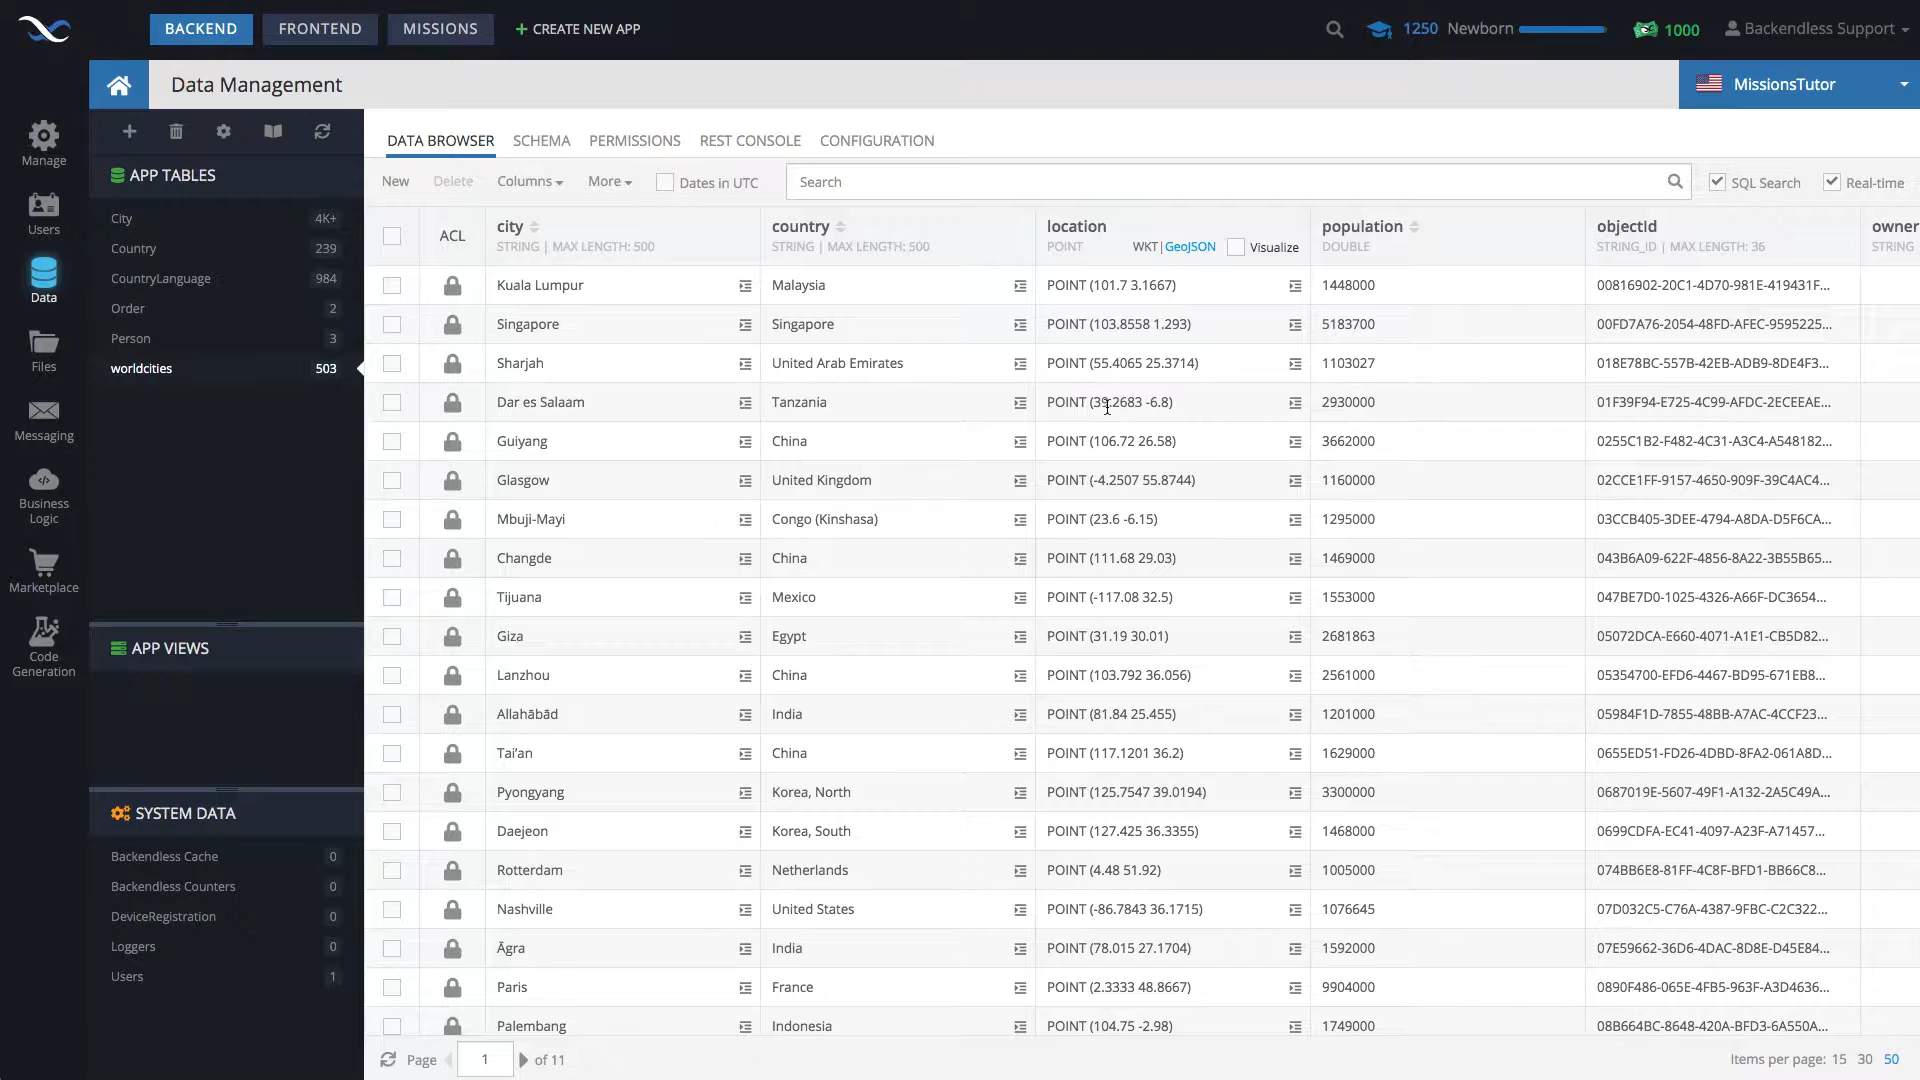 BACKEND FRONTEND MISSIONS + CREATE NEW APP 1250 Newborn 1000 Backendless Support
Data Management MissionsTutor
Manage
Users
Data
Files
Messaging
Business
Logic
Marketplace
Code
Generation
APP TABLES
City 4K+
Country 239
CountryLanguage 984
Order 2
Person 3
worldcities 503
APP VIEWS
SYSTEM DATA
Backendless Cache 0
Backendless Counters 0
DeviceRegistration 0
Loggers 0
Users 1
DATA BROWSER SCHEMA PERMISSIONS REST CONSOLE CONFIGURATION
New Delete Columns More Dates in UTC Search SQL Search Real-time
ACL city country location population objectId owner
STRING | MAX LENGTH: 500 STRING | MAX LENGTH: 500 POINT WKT|GeoJSON Visualize DOUBLE STRING_ID | MAX LENGTH: 36 STRING
Kuala Lumpur Malaysia POINT (101.7 3.1667) 1448000 00816902-20C1-4D70-981E-419431F...
Singapore Singapore POINT (103.8558 1.293) 5183700 00FD7A76-2054-48FD-AFEC-9595225...
Sharjah United Arab Emirates POINT (55.4065 25.3714) 1103027 018E78BC-557B-42EB-ADB9-8DE4F3...
Dar es Salaam Tanzania POINT (39.2683 -6.8) 2930000 01F39F94-E725-4C99-AFDC-2ECEEAE...
Guiyang China POINT (106.72 26.58) 3662000 0255C1B2-F482-4C31-A3C4-A548182...
Glasgow United Kingdom POINT (-4.2507 55.8744) 1160000 02CCE1FF-9157-4650-909F-39C4AC4...
Mbuji-Mayi Congo (Kinshasa) POINT (23.6 -6.15) 1295000 03CCB405-3DEE-4794-A8DA-D5F6CA...
Changde China POINT (111.68 29.03) 1469000 043B6A09-622F-4856-8A22-3B55B65...
Tijuana Mexico POINT (-117.08 32.5) 1553000 047BE7D0-1025-4326-A66F-DC3654...
Giza Egypt POINT (31.19 30.01) 2681863 05072DCA-E660-4071-A1E1-CB5D82...
Lanzhou China POINT (103.792 36.056) 2561000 05354700-EFD6-4467-BD95-671EB8...
Allahābād India POINT (81.84 25.455) 1201000 05984F1D-7855-48BB-A7AC-4CCF23...
Tai’an China POINT (117.1201 36.2) 1629000 0655ED51-FD26-4DBD-8FA2-061A8D...
Pyongyang Korea, North POINT (125.7547 39.0194) 3300000 0687019E-5607-49F1-A132-2A5C49A...
Daejeon Korea, South POINT (127.425 36.3355) 1468000 0699CDFA-EC41-4097-A23F-A71457...
Rotterdam Netherlands POINT (4.48 51.92) 1005000 074BB6E8-81FF-4C8F-BFD1-BB66C8...
Nashville United States POINT (-86.7843 36.1715) 1076645 07D032C5-C76A-4387-9FBC-C2C322...
Āgra India POINT (78.015 27.1704) 1592000 07E59662-36D6-4DAC-8D8E-D45E84...
Paris France POINT (2.3333 48.8667) 9904000 0890F486-065E-4FB5-963F-A3D4636...
Palembang Indonesia POINT (104.75 -2.98) 1749000 08B664BC-8648-420A-BFD3-6A550A...
Page 1 of 11 Items per page: 15 30 50